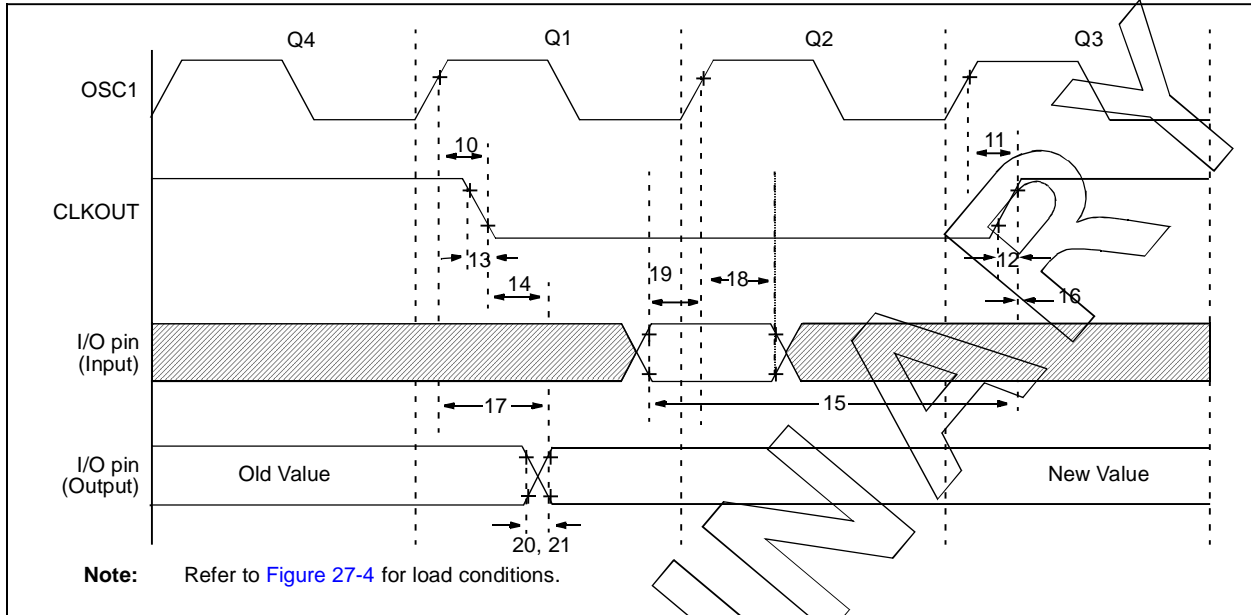 Q4 Q1 Q2 Q3
OSC1
10 11
CLKOUT
13 12
14 19 18 16
I/O pin
(Input)
17 15
I/O pin
(Output)
Old Value New Value
20, 21
Note: Refer to Figure 27-4 for load conditions.
INARY